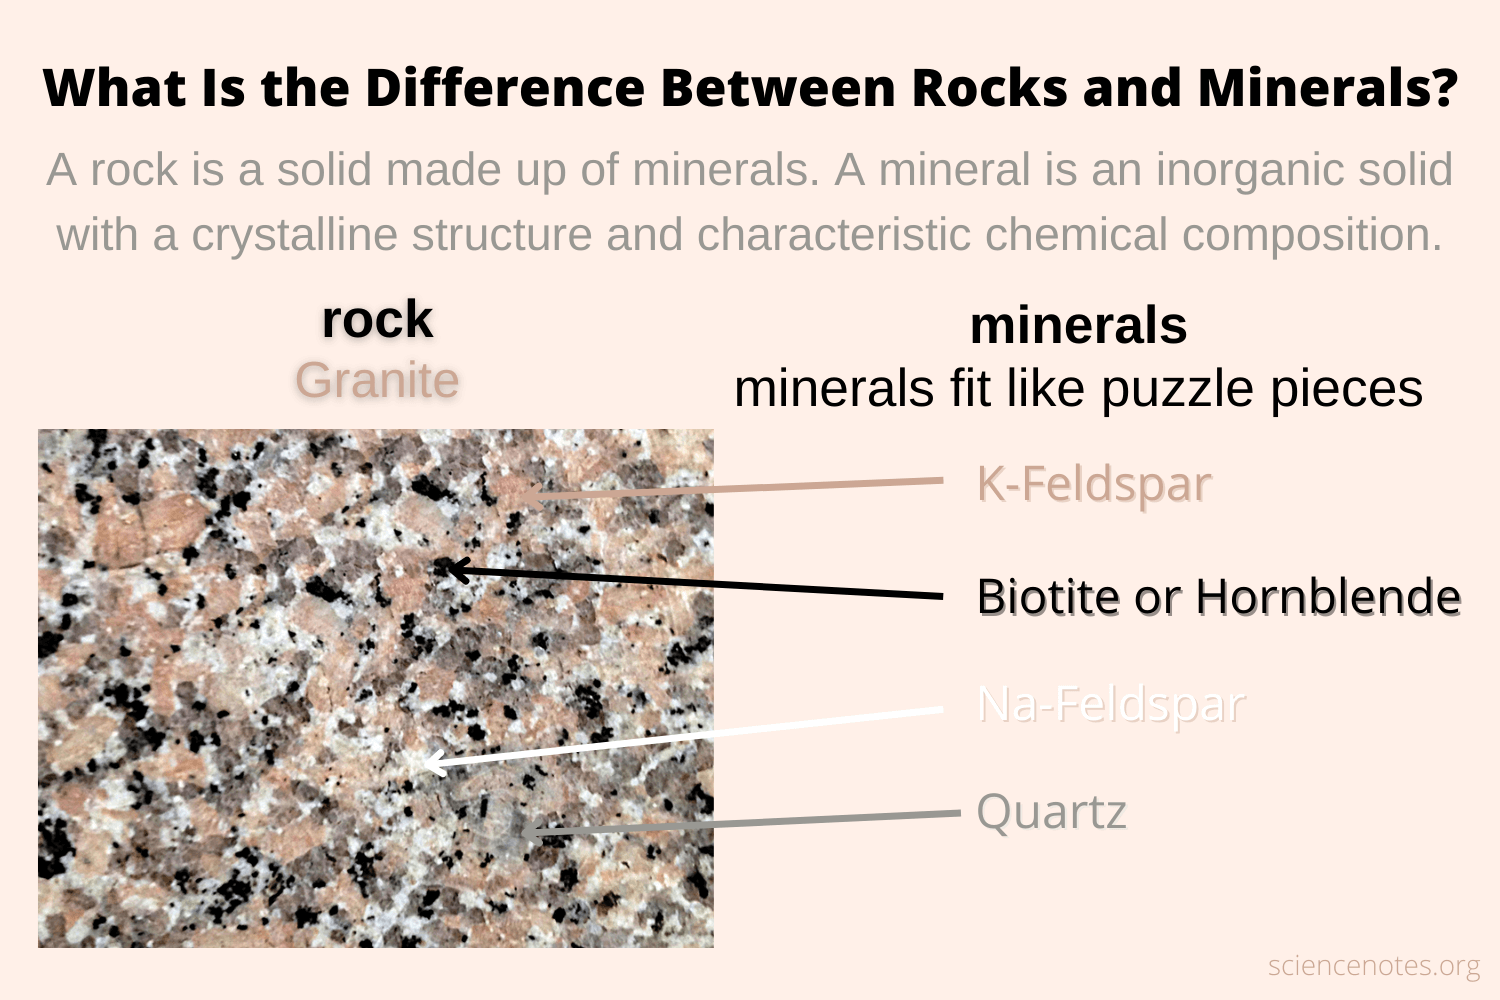 What Is the Difference Between Rocks and Minerals?
A rock is a solid made up of minerals. A mineral is an inorganic solid
with a crystalline structure and characteristic chemical composition.
rock
Granite
minerals
minerals fit like puzzle pieces
K-Feldspar
Biotite or Hornblende
Na-Feldspar
Quartz
sciencenotes.org